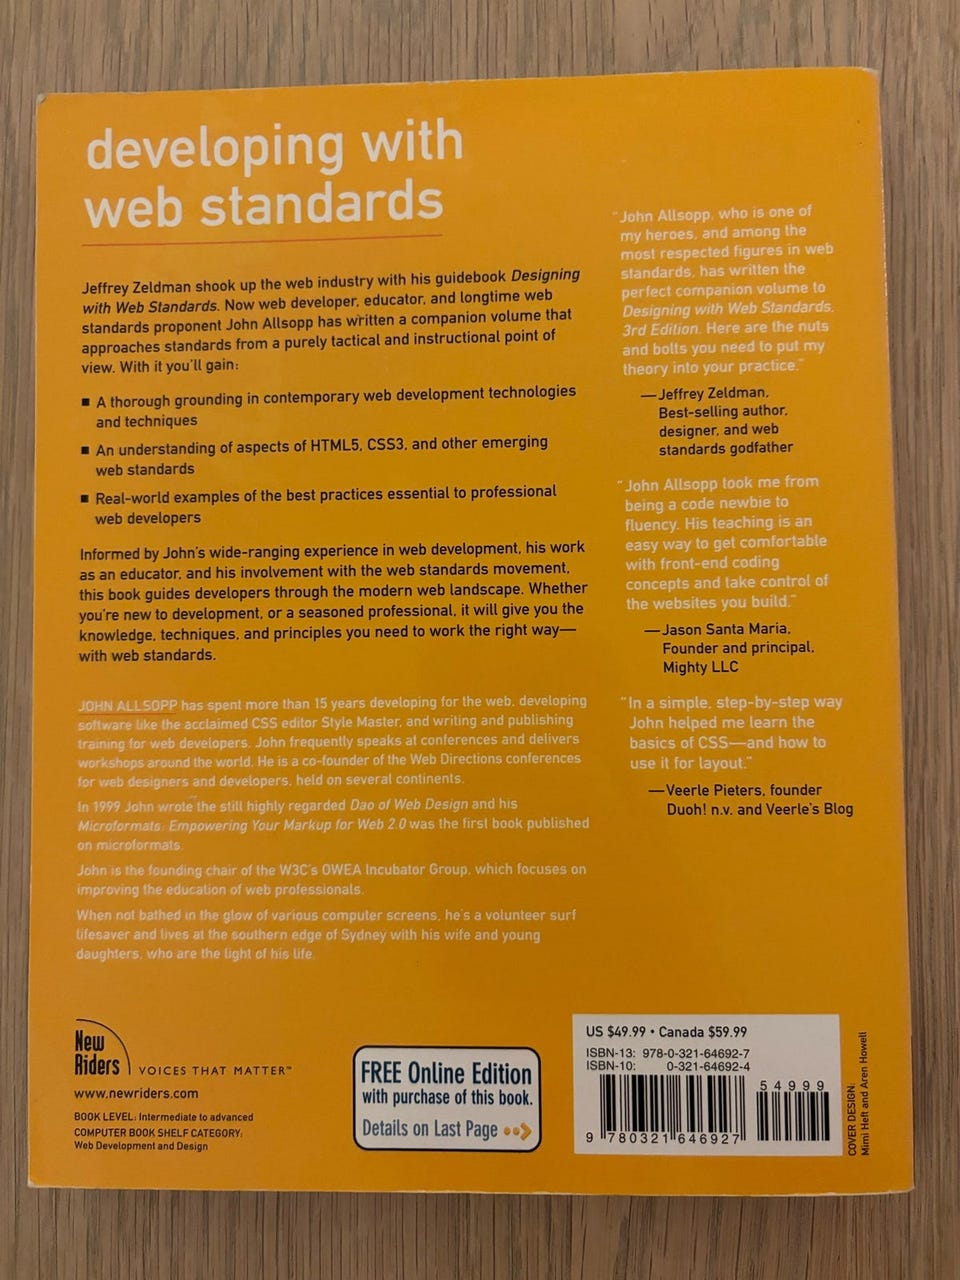 developing with
web standards
Jeffrey Zeldman shook up the web industry with his guidebook Designing
with Web Standards. Now web developer, educator, and longtime web
standards proponent John Allsopp has written a companion volume that
approaches standards from a purely tactical and instructional point of
view. With it you'll gain:
■ A thorough grounding in contemporary web development technologies
and techniques
■ An understanding of aspects of HTML5, CSS3, and other emerging
web standards
■ Real-world examples of the best practices essential to professional
web developers
Informed by John's wide-ranging experience in web development, his work
as an educator, and his involvement with the web standards movement,
this book guides developers through the modern web landscape. Whether
you're new to development, or a seasoned professional, it will give you the
knowledge, techniques, and principles you need to work the right way—
with web standards.
JOHN ALLSOPP has spent more than 15 years developing for the web, developing
software like the acclaimed CSS editor Style Master, and writing and publishing
training for web developers. John frequently speaks at conferences and delivers
workshops around the world. He is a co-founder of the Web Directions conferences
for web designers and developers, held on several continents.
In 1999 John wrote the still highly regarded Dao of Web Design and his
Microformats: Empowering Your Markup for Web 2.0 was the first book published
on microformats.
John is the founding chair of the W3C's OWEA Incubator Group, which focuses on
improving the education of web professionals.
When not bathed in the glow of various computer screens, he's a volunteer surf
lifesaver and lives at the southern edge of Sydney with his wife and young
daughters, who are the light of his life.
"John Allsopp, who is one of
my heroes, and among the
most respected figures in web
standards, has written the
perfect companion volume to
Designing with Web Standards,
3rd Edition. Here are the nuts
and bolts you need to put my
theory into your practice."
—Jeffrey Zeldman,
Best-selling author,
designer, and web
standards godfather
"John Allsopp took me from
being a code newbie to
fluency. His teaching is an
easy way to get comfortable
with front-end coding
concepts and take control of
the websites you build."
—Jason Santa Maria,
Founder and principal,
Mighty LLC
"In a simple, step-by-step way
John helped me learn the
basics of CSS—and how to
use it for layout."
—Veerle Pieters, founder
Duoh! n.v. and Veerle's Blog
New
Riders
VOICES THAT MATTER™
www.newriders.com
BOOK LEVEL: Intermediate to advanced
COMPUTER BOOK SHELF CATEGORY:
Web Development and Design
FREE Online Edition
with purchase of this book.
Details on Last Page
US $49.99 • Canada $59.99
ISBN-13: 978-0-321-64692-7
ISBN-10: 0-321-64692-4
54999
9 780321 646927
COVER DESIGN:
Mimi Heft and Aren Howell